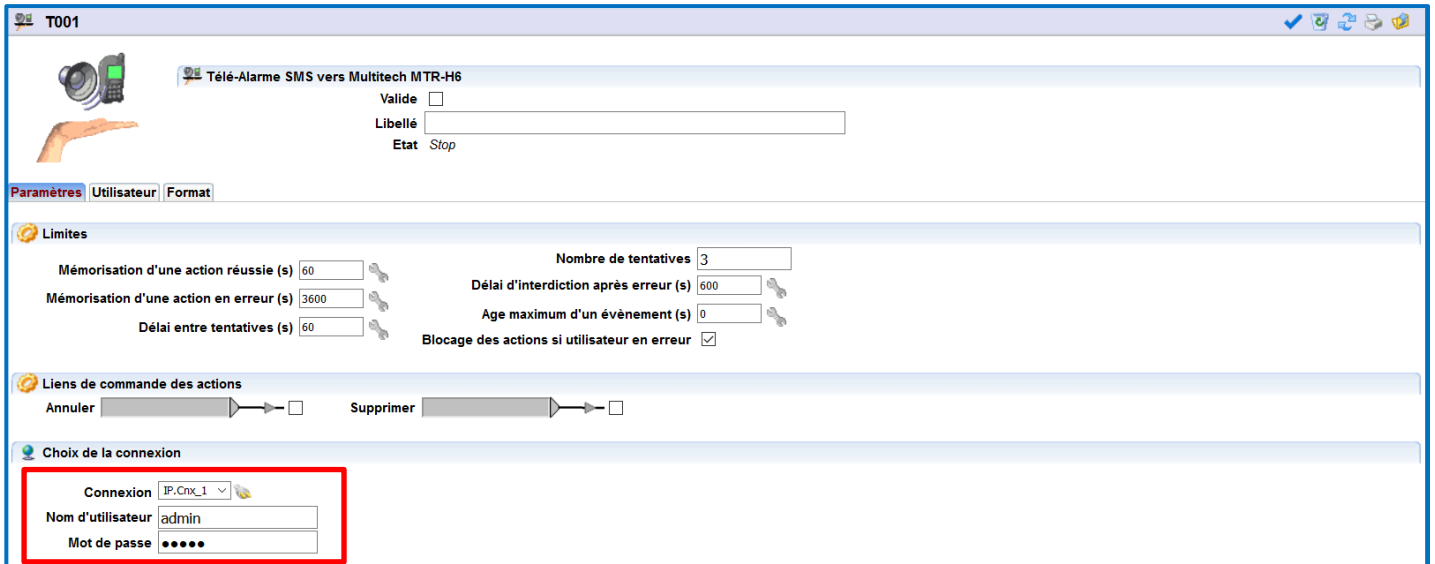 T001
Télé-Alarme SMS vers Multitech MTR-H6
Valide
Libellé
Etat Stop
Paramètres Utilisateur Format
Limites
Mémorisation d'une action réussie (s) 60
Mémorisation d'une action en erreur (s) 3600
Délai entre tentatives (s) 60
Nombre de tentatives 3
Délai d'interdiction après erreur (s) 600
Age maximum d'un évènement (s) 0
Blocage des actions si utilisateur en erreur
Liens de commande des actions
Annuler Supprimer
Choix de la connexion
Connexion IP.Cnx_1
Nom d'utilisateur admin
Mot de passe ●●●●●